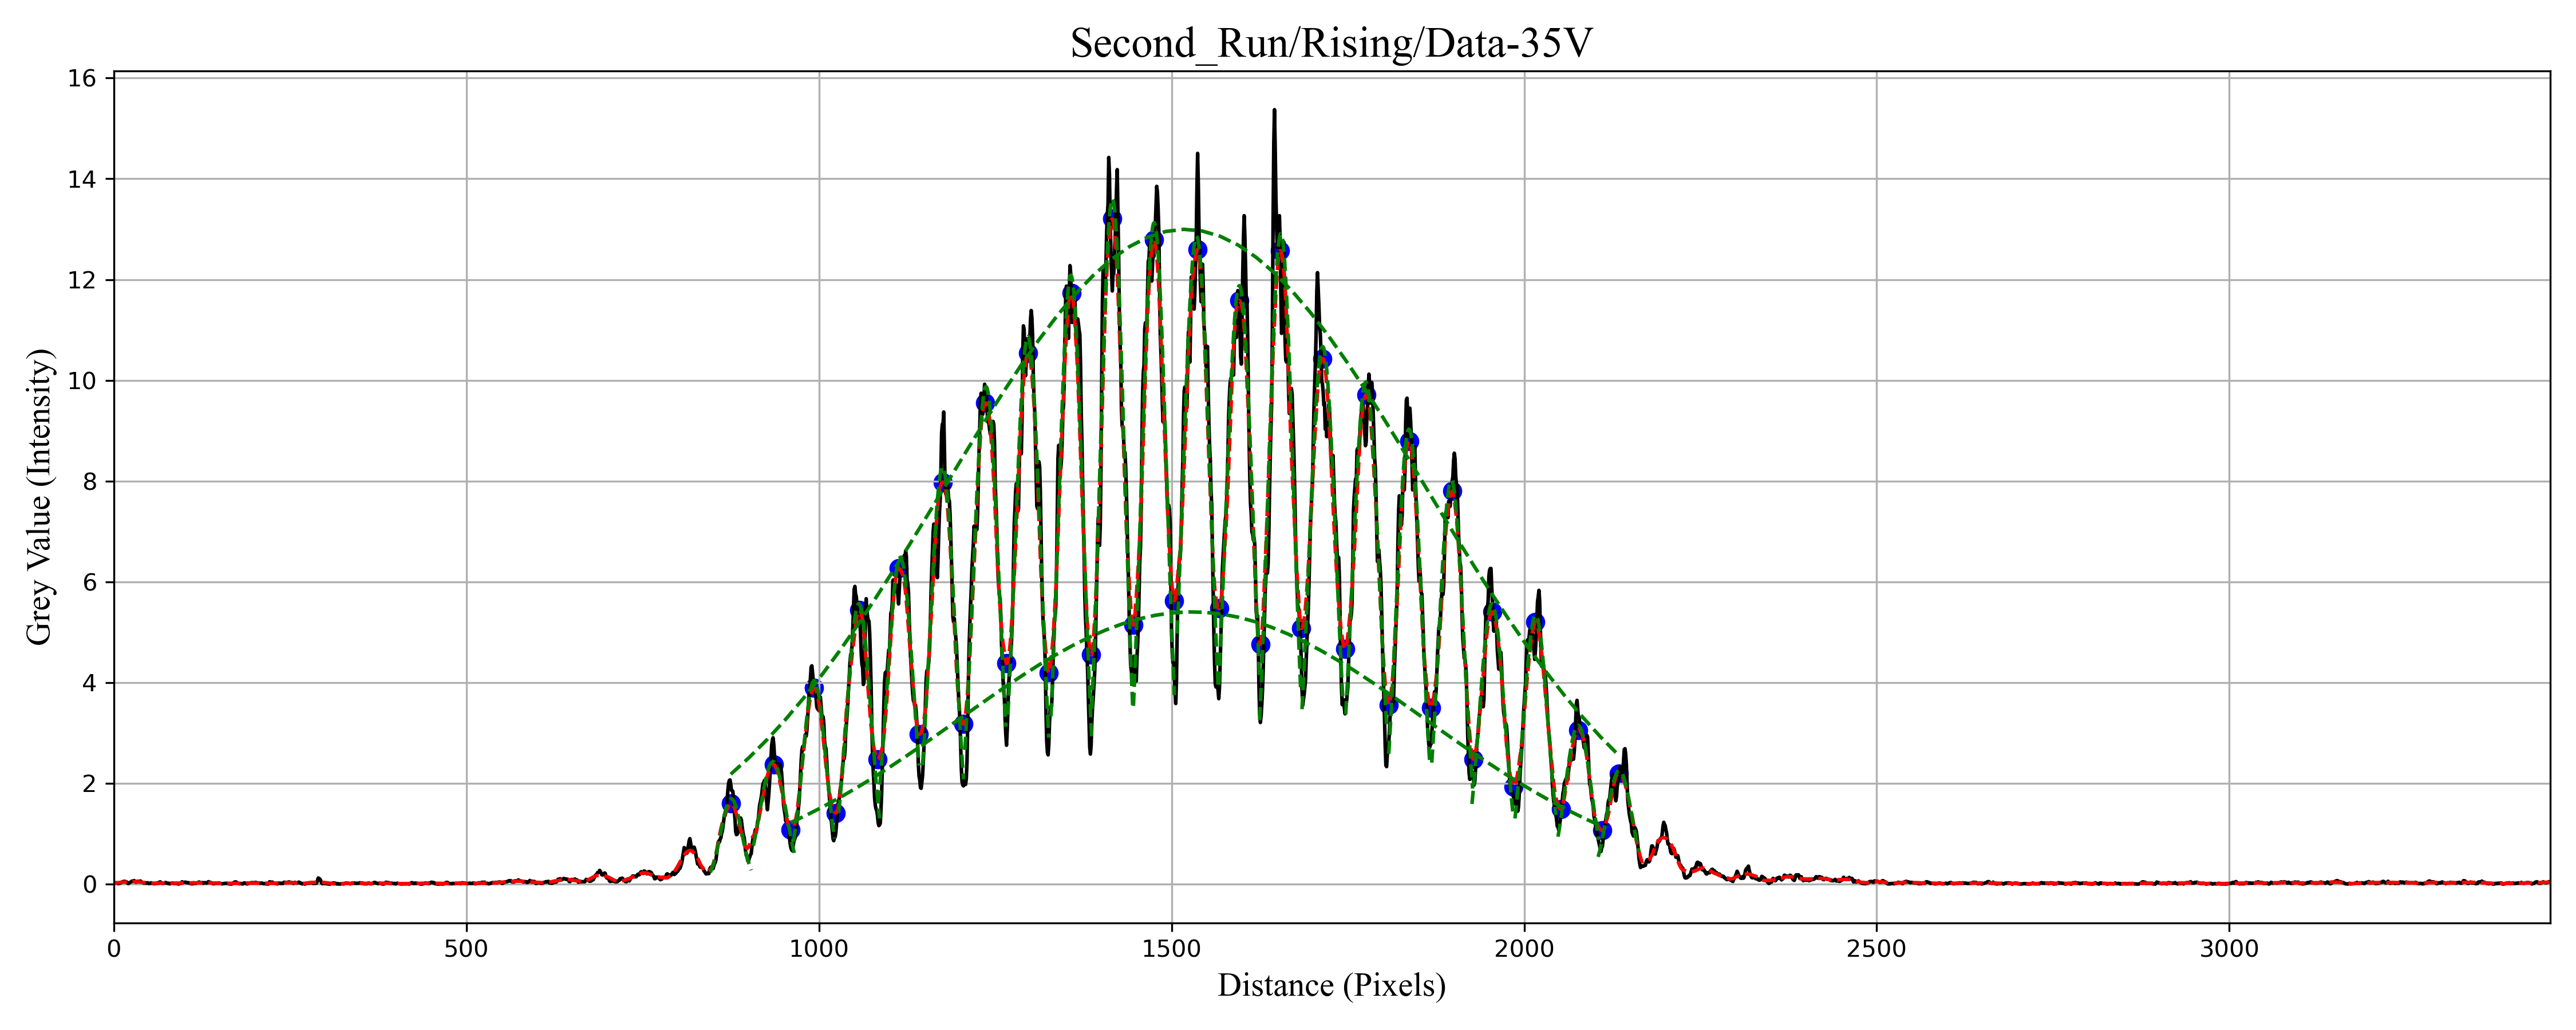 Second_Run/Rising/Data-35V
16
14
12
10
8
6
4
2
0
Grey Value (Intensity)
0 500 1000 1500 2000 2500 3000
Distance (Pixels)